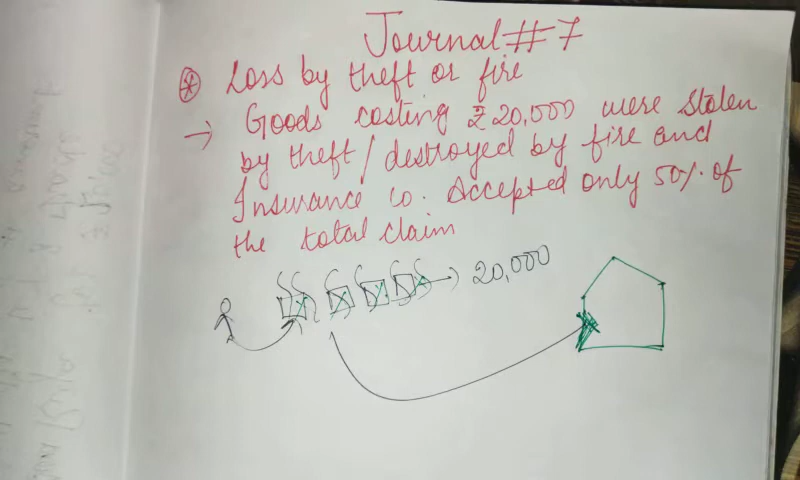 Journal #7
Loss by theft or fire
→ Goods costing ₹ 20,000 were stolen
by theft / destroyed by fire and
Insurance Co. Accepted only 50% of
the total claim
20,000